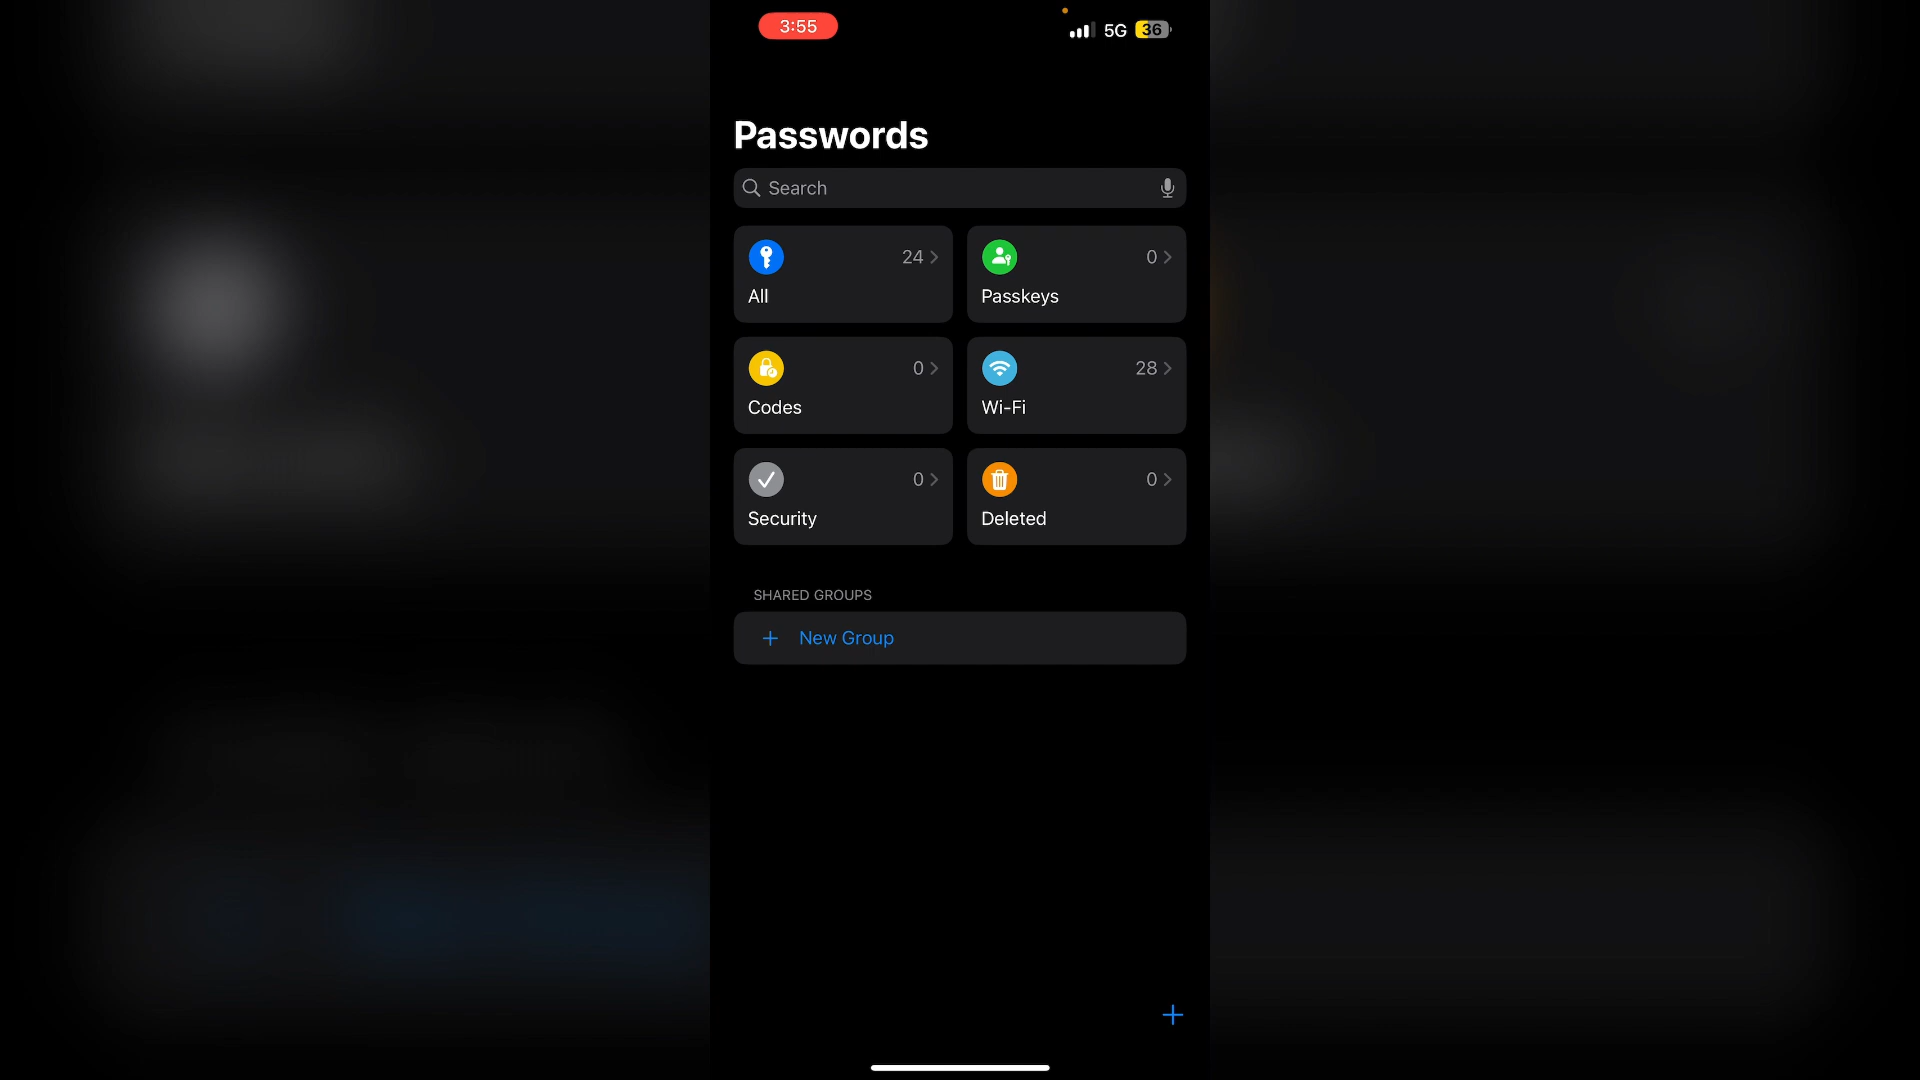 3:55
5G 36
Passwords
Search
24
All
0
Passkeys
0
Codes
28
Wi-Fi
0
Security
0
Deleted
SHARED GROUPS
+ New Group
+